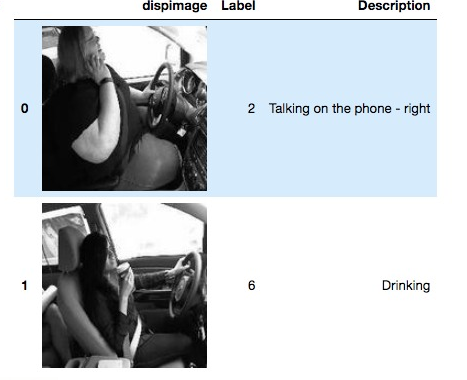 dispimage Label Description
0 2 Talking on the phone - right
1 6 Drinking